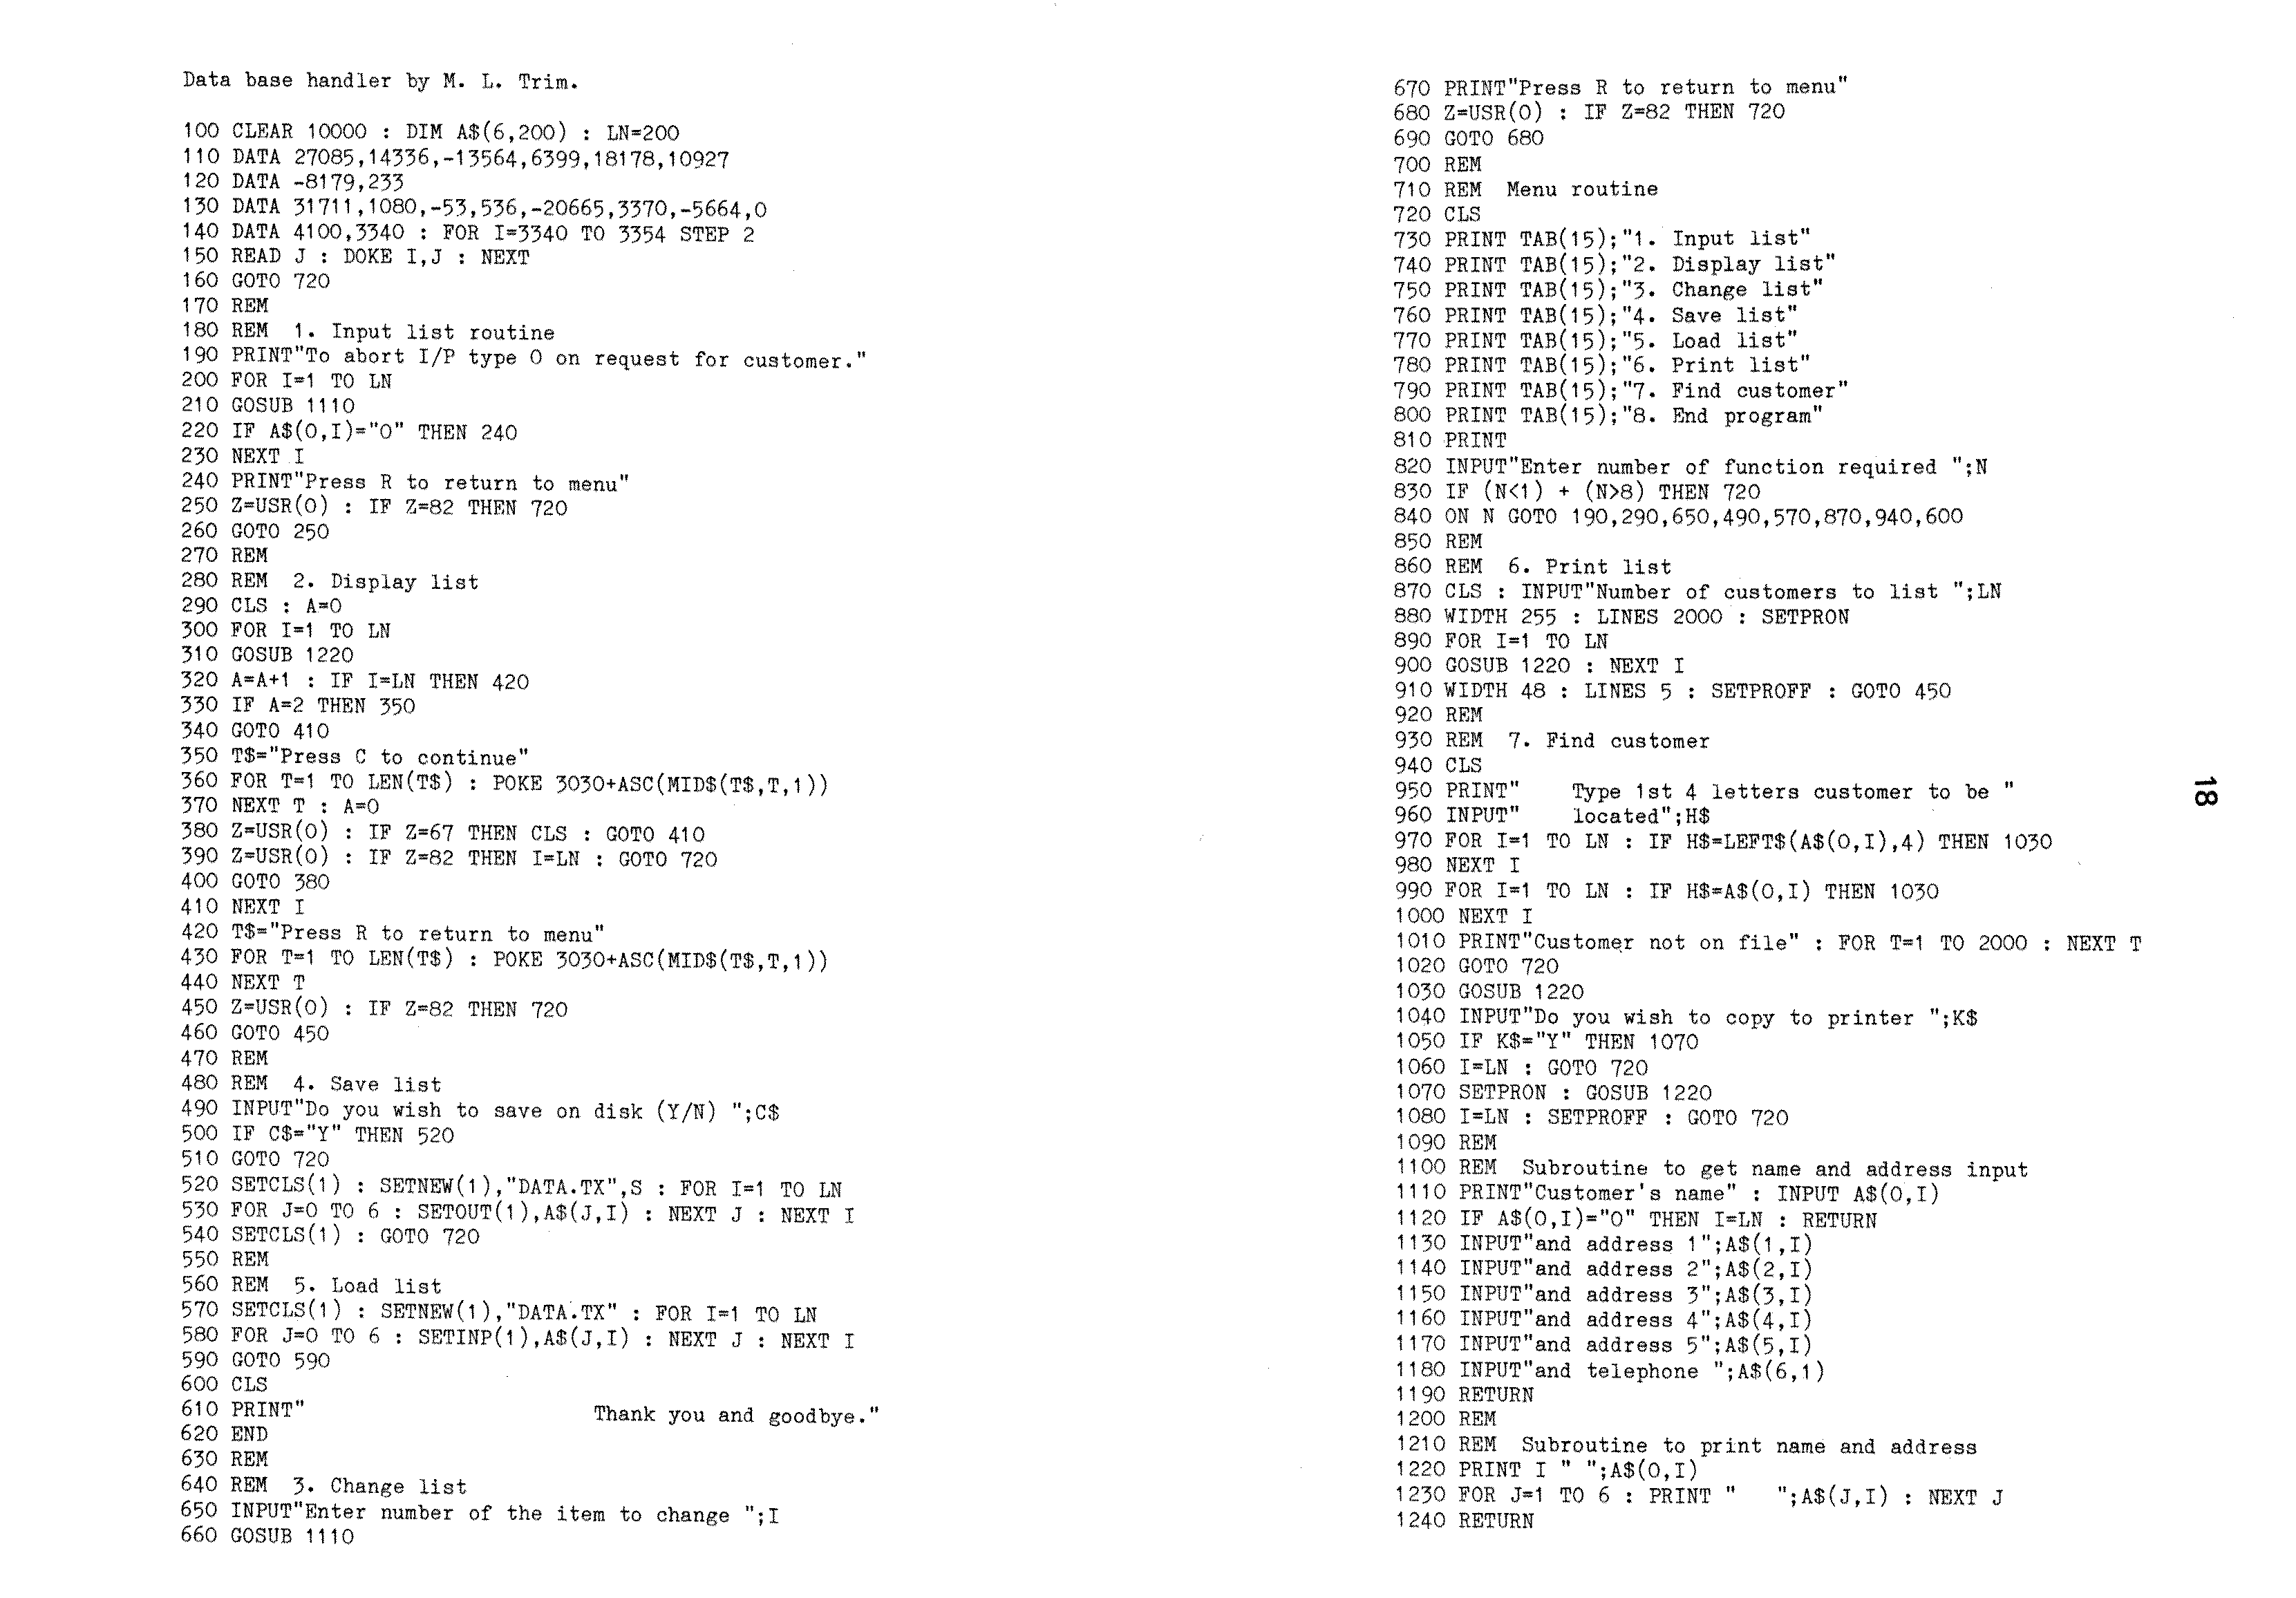 Data base handler by M. L. Trim.
100 CLEAR 10000 : DIM A$(6,200) : LN=200
110 DATA 27085,14336,-13564,6399,18178,10927
120 DATA -8179,233
130 DATA 31711,1080,-53,536,-20665,3370,-5664,0
140 DATA 4100,3340 : FOR I=3340 TO 3354 STEP 2
150 READ J : DOKE I,J : NEXT
160 GOTO 720
170 REM
180 REM  1. Input list routine
190 PRINT"To abort I/P type 0 on request for customer."
200 FOR I=1 TO LN
210 GOSUB 1110
220 IF A$(0,I)="0" THEN 240
230 NEXT I
240 PRINT"Press R to return to menu"
250 Z=USR(0) : IF Z=82 THEN 720
260 GOTO 250
270 REM
280 REM  2. Display list
290 CLS : A=0
300 FOR I=1 TO LN
310 GOSUB 1220
320 A=A+1 : IF I=LN THEN 420
330 IF A=2 THEN 350
340 GOTO 410
350 T$="Press C to continue"
360 FOR T=1 TO LEN(T$) : POKE 3030+ASC(MID$(T$,T,1))
370 NEXT T : A=0
380 Z=USR(0) : IF Z=67 THEN CLS : GOTO 410
390 Z=USR(0) : IF Z=82 THEN I=LN : GOTO 720
400 GOTO 380
410 NEXT I
420 T$="Press R to return to menu"
430 FOR T=1 TO LEN(T$) : POKE 3030+ASC(MID$(T$,T,1))
440 NEXT T
450 Z=USR(0) : IF Z=82 THEN 720
460 GOTO 450
470 REM
480 REM  4. Save list
490 INPUT"Do you wish to save on disk (Y/N) ";C$
500 IF C$="Y" THEN 520
510 GOTO 720
520 SETCLS(1) : SETNEW(1),"DATA.TX",S : FOR I=1 TO LN
530 FOR J=0 TO 6 : SETOUT(1),A$(J,I) : NEXT J : NEXT I
540 SETCLS(1) : GOTO 720
550 REM
560 REM  5. Load list
570 SETCLS(1) : SETNEW(1),"DATA.TX" : FOR I=1 TO LN
580 FOR J=0 TO 6 : SETINP(1),A$(J,I) : NEXT J : NEXT I
590 GOTO 590
600 CLS
610 PRINT"                       Thank you and goodbye."
620 END
630 REM
640 REM  3. Change list
650 INPUT"Enter number of the item to change ";I
660 GOSUB 1110
670 PRINT"Press R to return to menu"
680 Z=USR(0) : IF Z=82 THEN 720
690 GOTO 680
700 REM
710 REM  Menu routine
720 CLS
730 PRINT TAB(15);"1. Input list"
740 PRINT TAB(15);"2. Display list"
750 PRINT TAB(15);"3. Change list"
760 PRINT TAB(15);"4. Save list"
770 PRINT TAB(15);"5. Load list"
780 PRINT TAB(15);"6. Print list"
790 PRINT TAB(15);"7. Find customer"
800 PRINT TAB(15);"8. End program"
810 PRINT
820 INPUT"Enter number of function required ";N
830 IF (N<1) + (N>8) THEN 720
840 ON N GOTO 190,290,650,490,570,870,940,600
850 REM
860 REM  6. Print list
870 CLS : INPUT"Number of customers to list ";LN
880 WIDTH 255 : LINES 2000 : SETPRON
890 FOR I=1 TO LN
900 GOSUB 1220 : NEXT I
910 WIDTH 48 : LINES 5 : SETPROFF : GOTO 450
920 REM
930 REM  7. Find customer
940 CLS
950 PRINT"    Type 1st 4 letters customer to be "
960 INPUT"    located";H$
970 FOR I=1 TO LN : IF H$=LEFT$(A$(0,I),4) THEN 1030
980 NEXT I
990 FOR I=1 TO LN : IF H$=A$(0,I) THEN 1030
1000 NEXT I
1010 PRINT"Customer not on file" : FOR T=1 TO 2000 : NEXT T
1020 GOTO 720
1030 GOSUB 1220
1040 INPUT"Do you wish to copy to printer ";K$
1050 IF K$="Y" THEN 1070
1060 I=LN : GOTO 720
1070 SETPRON : GOSUB 1220
1080 I=LN : SETPROFF : GOTO 720
1090 REM
1100 REM  Subroutine to get name and address input
1110 PRINT"Customer's name" : INPUT A$(0,I)
1120 IF A$(0,I)="0" THEN I=LN : RETURN
1130 INPUT"and address 1";A$(1,I)
1140 INPUT"and address 2";A$(2,I)
1150 INPUT"and address 3";A$(3,I)
1160 INPUT"and address 4";A$(4,I)
1170 INPUT"and address 5";A$(5,I)
1180 INPUT"and telephone ";A$(6,1)
1190 RETURN
1200 REM
1210 REM  Subroutine to print name and address
1220 PRINT I " ";A$(0,I)
1230 FOR J=1 TO 6 : PRINT "   ";A$(J,I) : NEXT J
1240 RETURN
18